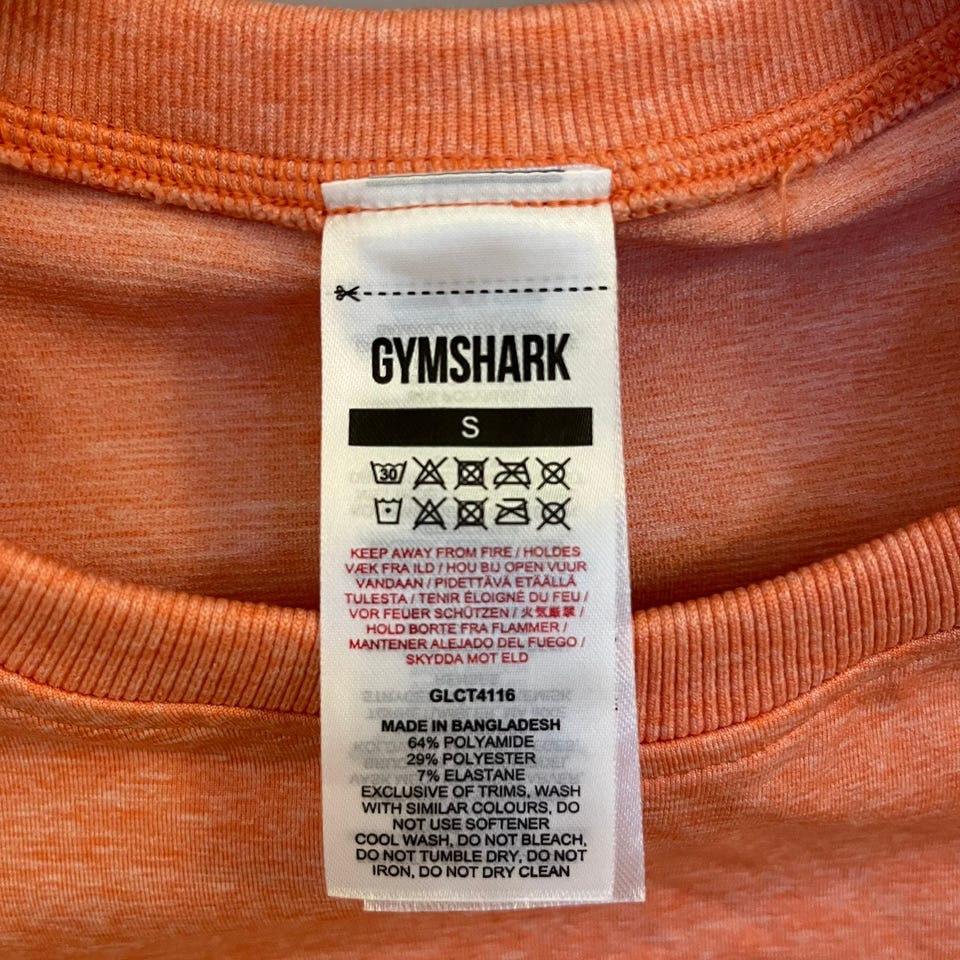 GYMSHARK
S
30
KEEP AWAY FROM FIRE / HOLDES
VÆK FRA ILD / HOU BIJ OPEN VUUR
VANDAAN / PIDETTÄVÄ ETÄÄLLÄ
TULESTA / TENIR ÉLOIGNÉ DU FEU /
VOR FEUER SCHÜTZEN / 火気厳禁 /
HOLD BORTE FRA FLAMMER /
MANTENER ALEJADO DEL FUEGO /
SKYDDA MOT ELD
GLCT4116
MADE IN BANGLADESH
64% POLYAMIDE
29% POLYESTER
7% ELASTANE
EXCLUSIVE OF TRIMS, WASH
WITH SIMILAR COLOURS, DO
NOT USE SOFTENER
COOL WASH, DO NOT BLEACH,
DO NOT TUMBLE DRY, DO NOT
IRON, DO NOT DRY CLEAN